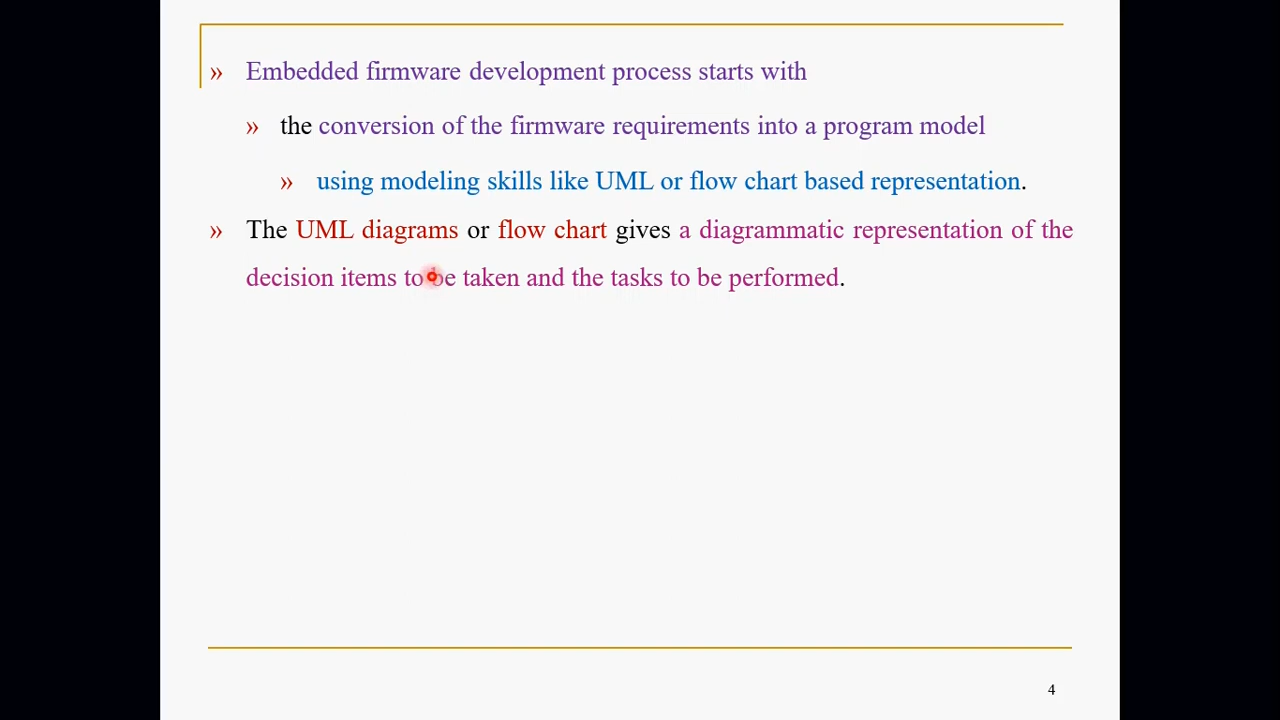 » Embedded firmware development process starts with
» the conversion of the firmware requirements into a program model
» using modeling skills like UML or flow chart based representation.
» The UML diagrams or flow chart gives a diagrammatic representation of the
decision items to be taken and the tasks to be performed.
4